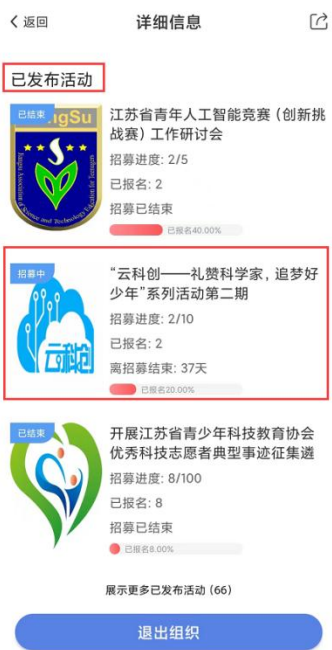 返回
详细信息
已发布活动
已结束
ngSu
江苏省青年人工智能竞赛（创新挑
战赛）工作研讨会
招募进度: 2/5
已报名: 2
招募已结束
已报名40.00%
招募中
云科创
“云科创——礼赞科学家，追梦好
少年”系列活动第二期
招募进度: 2/10
已报名: 2
离招募结束: 37天
已报名20.00%
已结束
开展江苏省青少年科技教育协会
优秀科技志愿者典型事迹征集遴
招募进度: 8/100
已报名: 8
招募已结束
已报名8.00%
展示更多已发布活动 (66)
退出组织